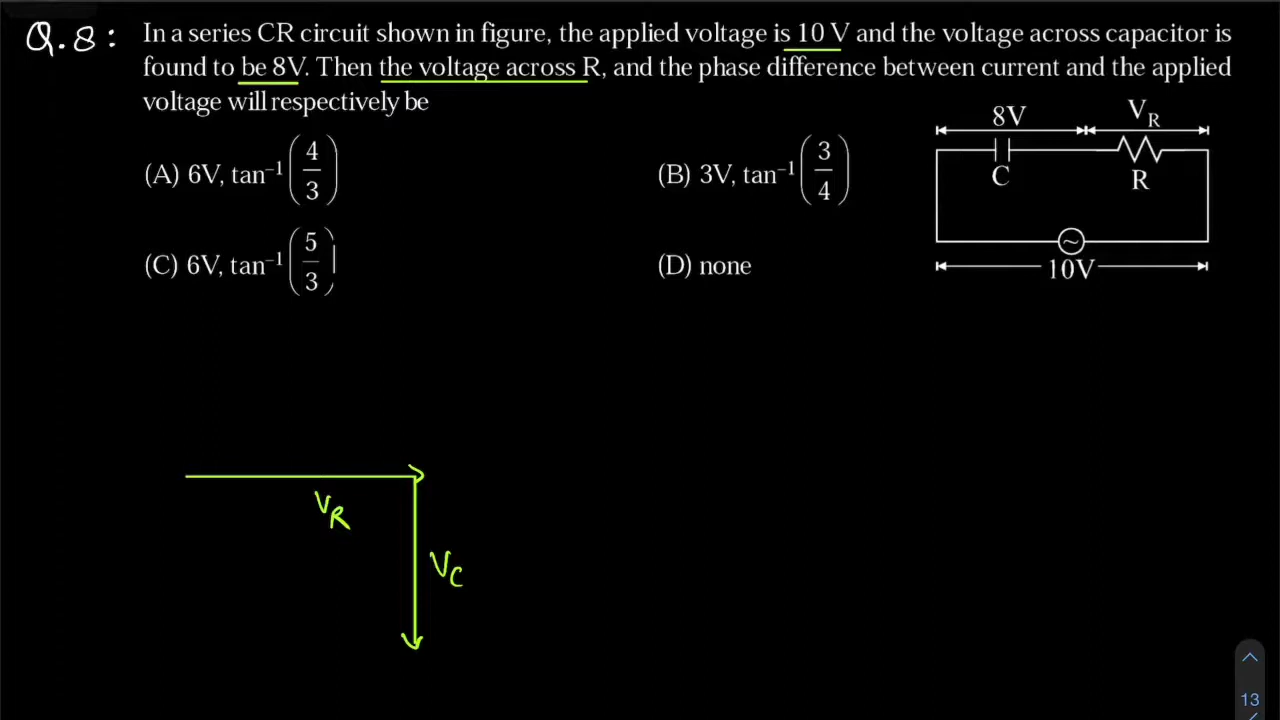 Q.8: In a series CR circuit shown in figure, the applied voltage is 10 V and the voltage across capacitor is
found to be 8V. Then the voltage across R, and the phase difference between current and the applied
voltage will respectively be
8V V_R
(A) 6V, tan⁻¹(4/3) (B) 3V, tan⁻¹(3/4)
C R
(C) 6V, tan⁻¹(5/3) (D) none
~
10V
V_R
V_C
13